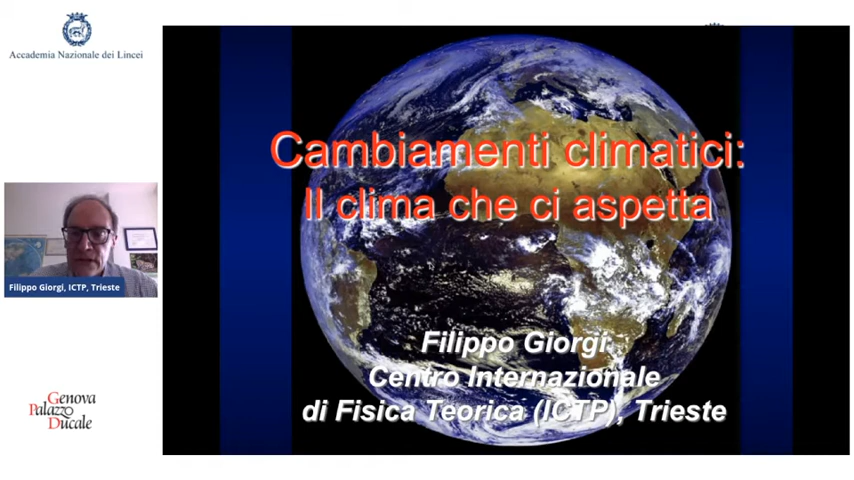 Accademia Nazionale dei Lincei
Cambiamenti climatici:
Il clima che ci aspetta
Filippo Giorgi, ICTP, Trieste
Filippo Giorgi
Centro Internazionale
di Fisica Teorica (ICTP), Trieste
Genova
Palazzo
Ducale